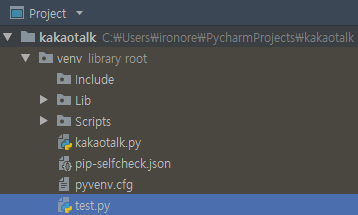 Project
kakaotalk C:₩Users₩ironore₩PycharmProjects₩kakaotalk
venv library root
Include
Lib
Scripts
kakaotalk.py
pip-selfcheck.json
pyvenv.cfg
test.py